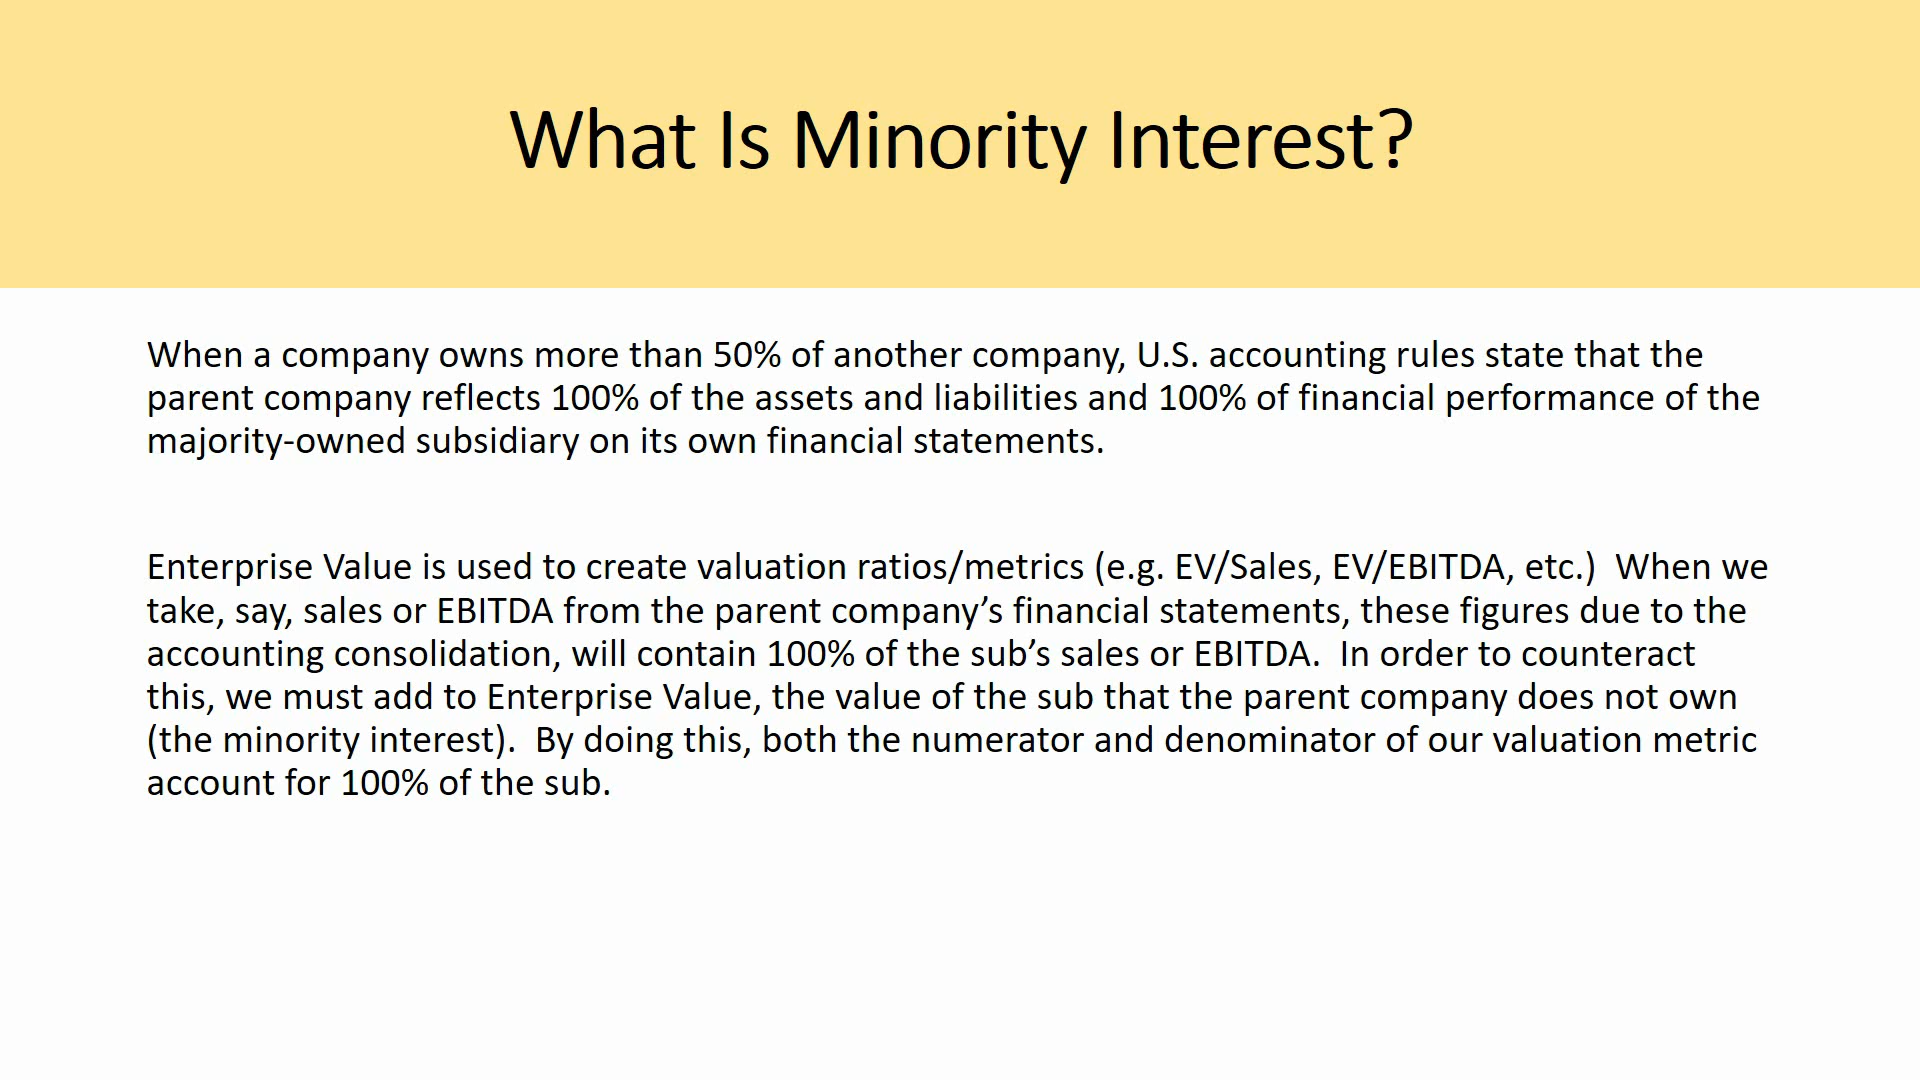 What Is Minority Interest?
When a company owns more than 50% of another company, U.S. accounting rules state that the
parent company reflects 100% of the assets and liabilities and 100% of financial performance of the
majority-owned subsidiary on its own financial statements.
Enterprise Value is used to create valuation ratios/metrics (e.g. EV/Sales, EV/EBITDA, etc.)  When we
take, say, sales or EBITDA from the parent company’s financial statements, these figures due to the
accounting consolidation, will contain 100% of the sub’s sales or EBITDA.  In order to counteract
this, we must add to Enterprise Value, the value of the sub that the parent company does not own
(the minority interest).  By doing this, both the numerator and denominator of our valuation metric
account for 100% of the sub.